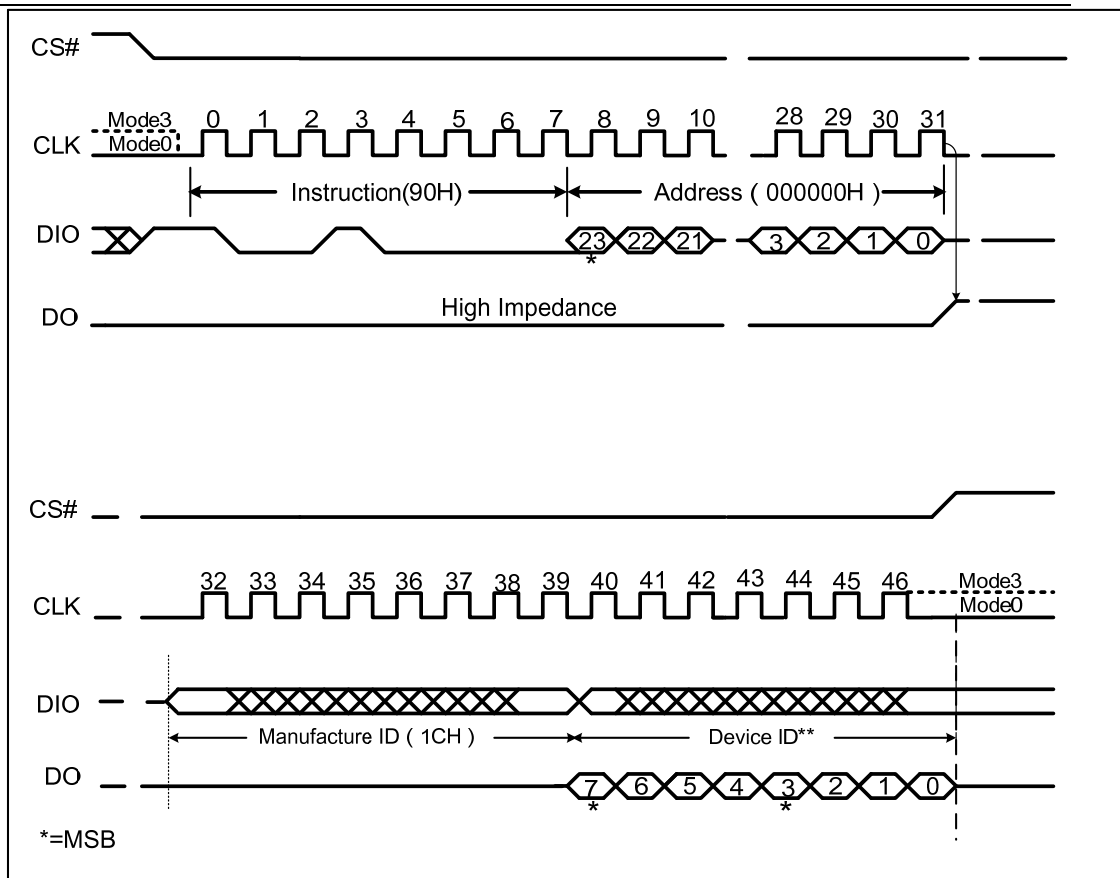 CS#
Mode3
0 1 2 3 4 5 6 7 8 9 10 28 29 30 31
CLK
Mode0
Instruction(90H)
Address ( 000000H )
DIO
23 22 21 3 2 1 0
*
High Impedance
DO
CS#
32 33 34 35 36 37 38 39 40 41 42 43 44 45 46
Mode3
CLK
Mode0
DIO
Manufacture ID ( 1CH )
Device ID**
DO
7 6 5 4 3 2 1 0
* *
*=MSB